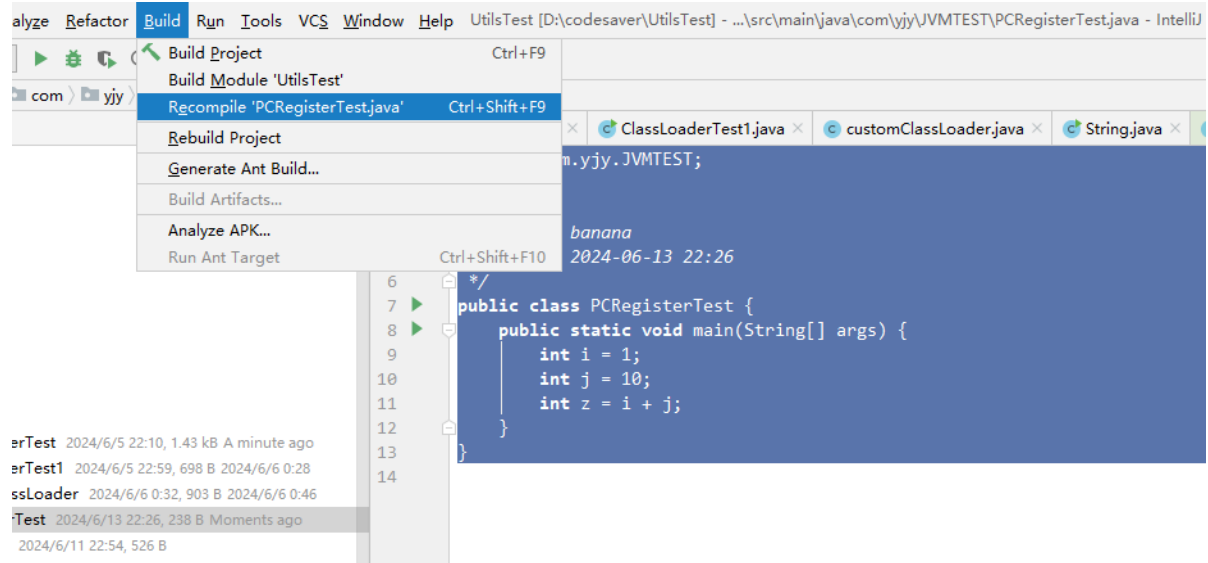 alyze Refactor Build Run Tools VCS Window Help UtilsTest [D:\codesaver\UtilsTest] - ...\src\main\java\com\yjy\JVMTEST\PCRegisterTest.java - IntelliJ
Build Project Ctrl+F9
Build Module 'UtilsTest'
com yjy Recompile 'PCRegisterTest.java' Ctrl+Shift+F9
ClassLoaderTest1.java customClassLoader.java String.java
Rebuild Project
m.yjy.JVMTEST;
Generate Ant Build...
Build Artifacts...
Analyze APK... banana
Run Ant Target Ctrl+Shift+F10 2024-06-13 22:26
6 */
7 public class PCRegisterTest {
8 public static void main(String[] args) {
9 int i = 1;
10 int j = 10;
11 int z = i + j;
12 }
13 }
14
erTest 2024/6/5 22:10, 1.43 kB A minute ago
erTest1 2024/6/5 22:59, 698 B 2024/6/6 0:28
ssLoader 2024/6/6 0:32, 903 B 2024/6/6 0:46
rTest 2024/6/13 22:26, 238 B Moments ago
2024/6/11 22:54, 526 B